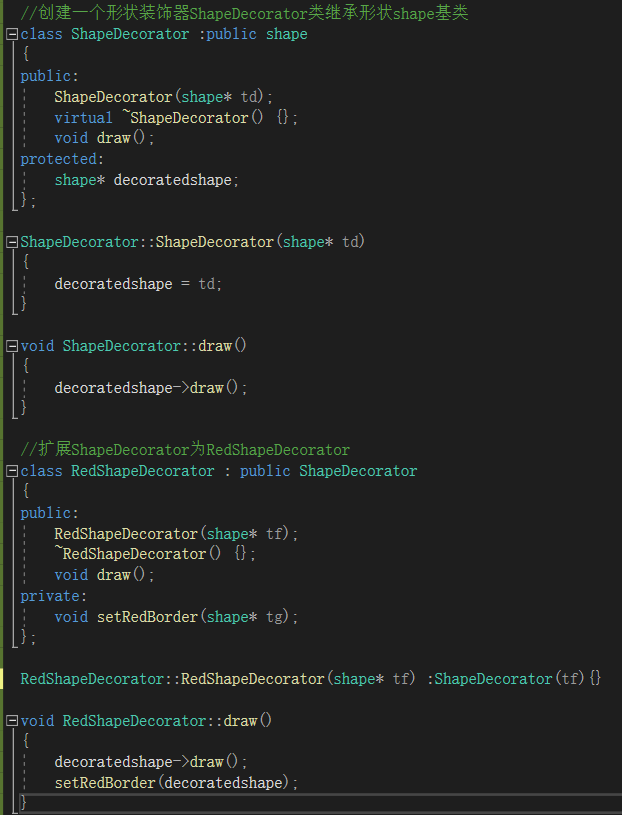 //创建一个形状装饰器ShapeDecorator类继承形状shape基类
class ShapeDecorator :public shape
{
public:
    ShapeDecorator(shape* td);
    virtual ~ShapeDecorator() {};
    void draw();
protected:
    shape* decoratedshape;
};
ShapeDecorator::ShapeDecorator(shape* td)
{
    decoratedshape = td;
}
void ShapeDecorator::draw()
{
    decoratedshape->draw();
}
//扩展ShapeDecorator为RedShapeDecorator
class RedShapeDecorator : public ShapeDecorator
{
public:
    RedShapeDecorator(shape* tf);
    ~RedShapeDecorator() {};
    void draw();
private:
    void setRedBorder(shape* tg);
};
RedShapeDecorator::RedShapeDecorator(shape* tf) :ShapeDecorator(tf){}
void RedShapeDecorator::draw()
{
    decoratedshape->draw();
    setRedBorder(decoratedshape);
}